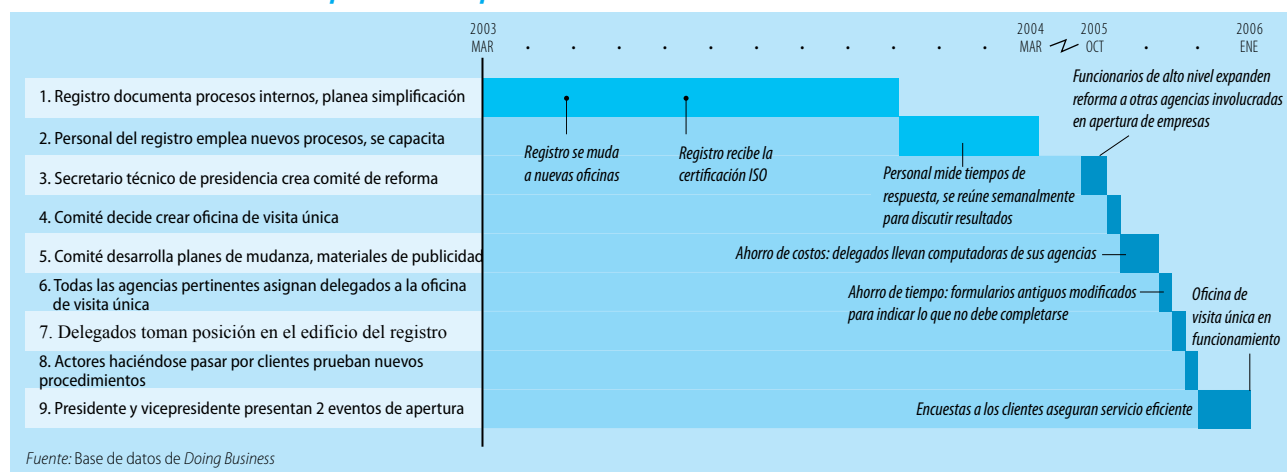 2003 2004 2005 2006
MAR MAR OCT ENE
Funcionarios de alto nivel expanden
reforma a otras agencias involucradas
en apertura de empresas
1. Registro documenta procesos internos, planea simplificación
2. Personal del registro emplea nuevos procesos, se capacita
Registro se muda
a nuevas oficinas
Registro recibe la
certificación ISO
Personal mide tiempos de
respuesta, se reúne semanalmente
para discutir resultados
3. Secretario técnico de presidencia crea comité de reforma
4. Comité decide crear oficina de visita única
5. Comité desarrolla planes de mudanza, materiales de publicidad
Ahorro de costos: delegados llevan computadoras de sus agencias
6. Todas las agencias pertinentes asignan delegados a la oficina
de visita única
Ahorro de tiempo: formularios antiguos modificados
para indicar lo que no debe completarse
Oficina de
visita única en
funcionamiento
7. Delegados toman posición en el edificio del registro
8. Actores haciéndose pasar por clientes prueban nuevos
procedimientos
9. Presidente y vicepresidente presentan 2 eventos de apertura
Encuestas a los clientes aseguran servicio eficiente
Fuente: Base de datos de Doing Business